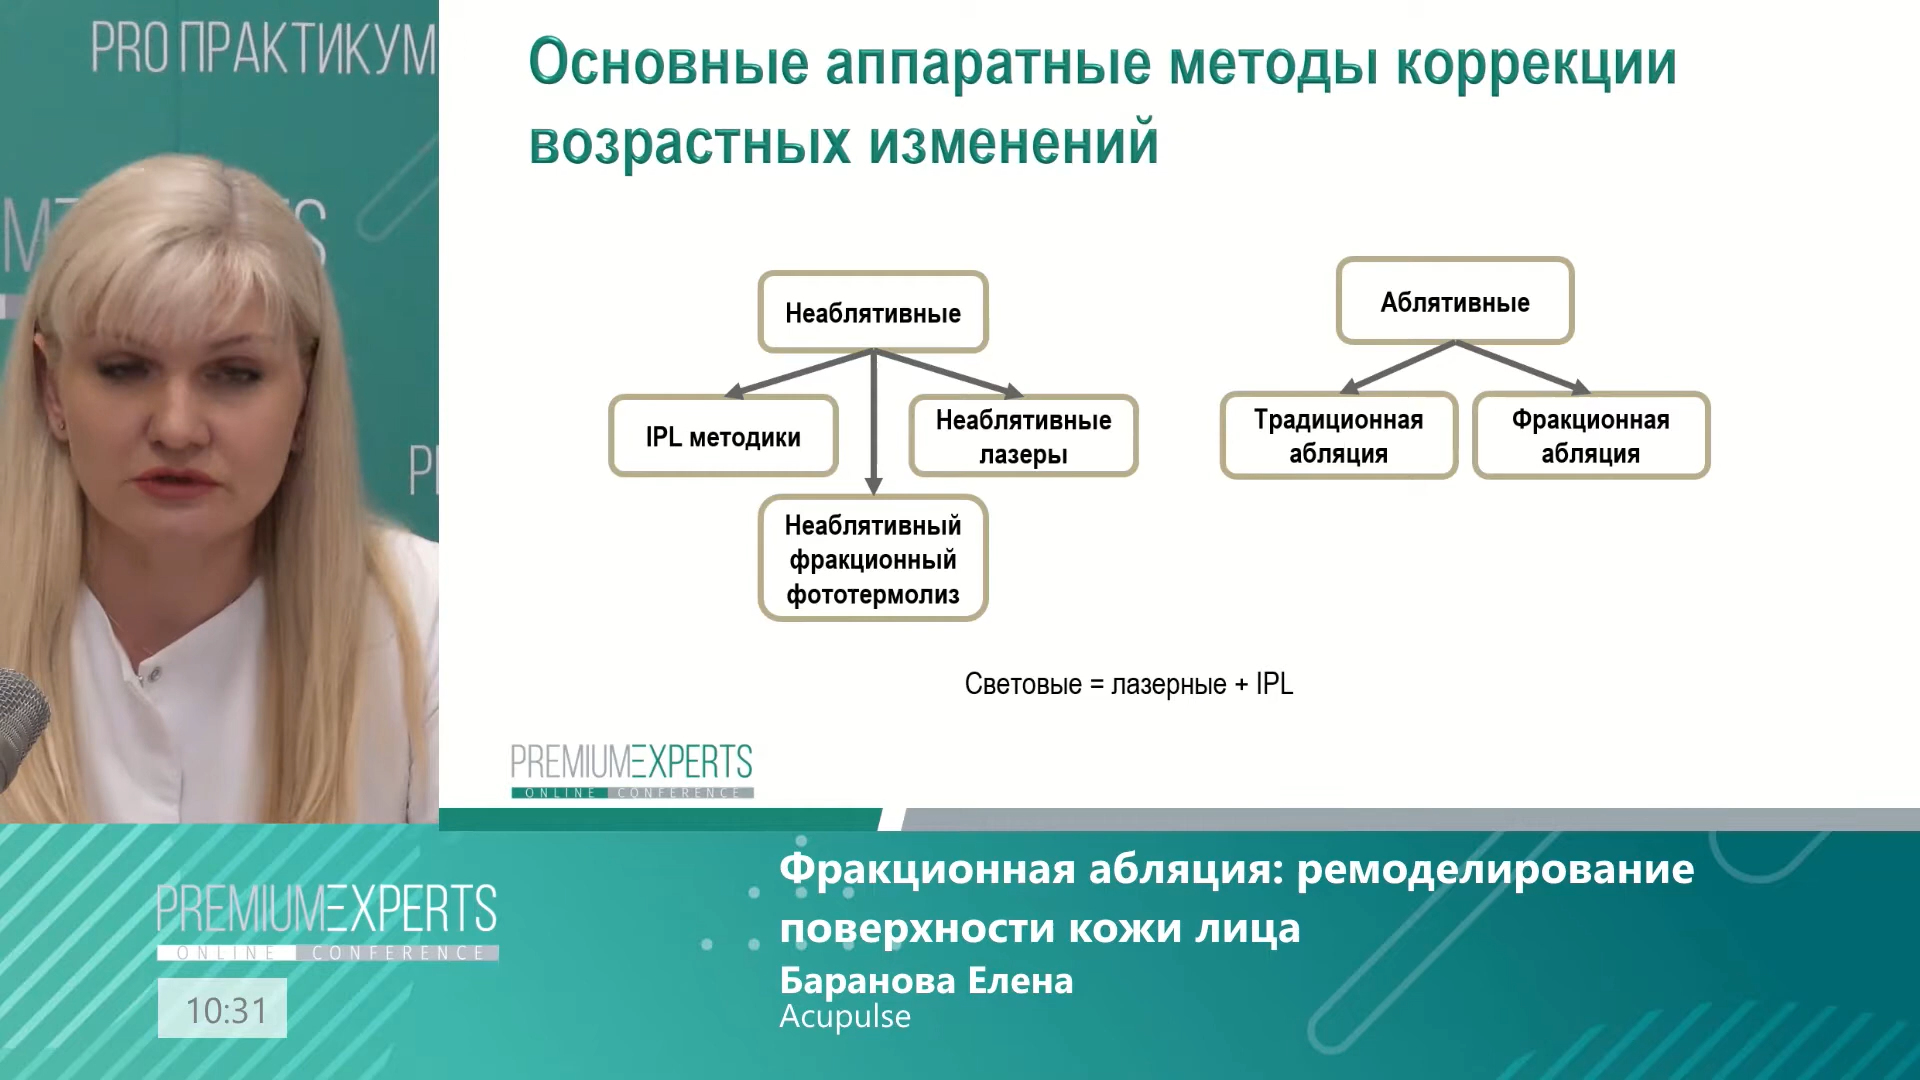 PRO ПРАКТИКУМ
Основные аппаратные методы коррекции
возрастных изменений
Неаблятивные
Аблятивные
IPL методики
Неаблятивные
лазеры
Традиционная
абляция
Фракционная
абляция
Неаблятивный
фракционный
фототермолиз
Световые = лазерные + IPL
PREMIUMEXPERTS
ONLINE CONFERENCE
Фракционная абляция: ремоделирование
поверхности кожи лица
Баранова Елена
Acupulse
PREMIUMEXPERTS
ONLINE CONFERENCE
10:31